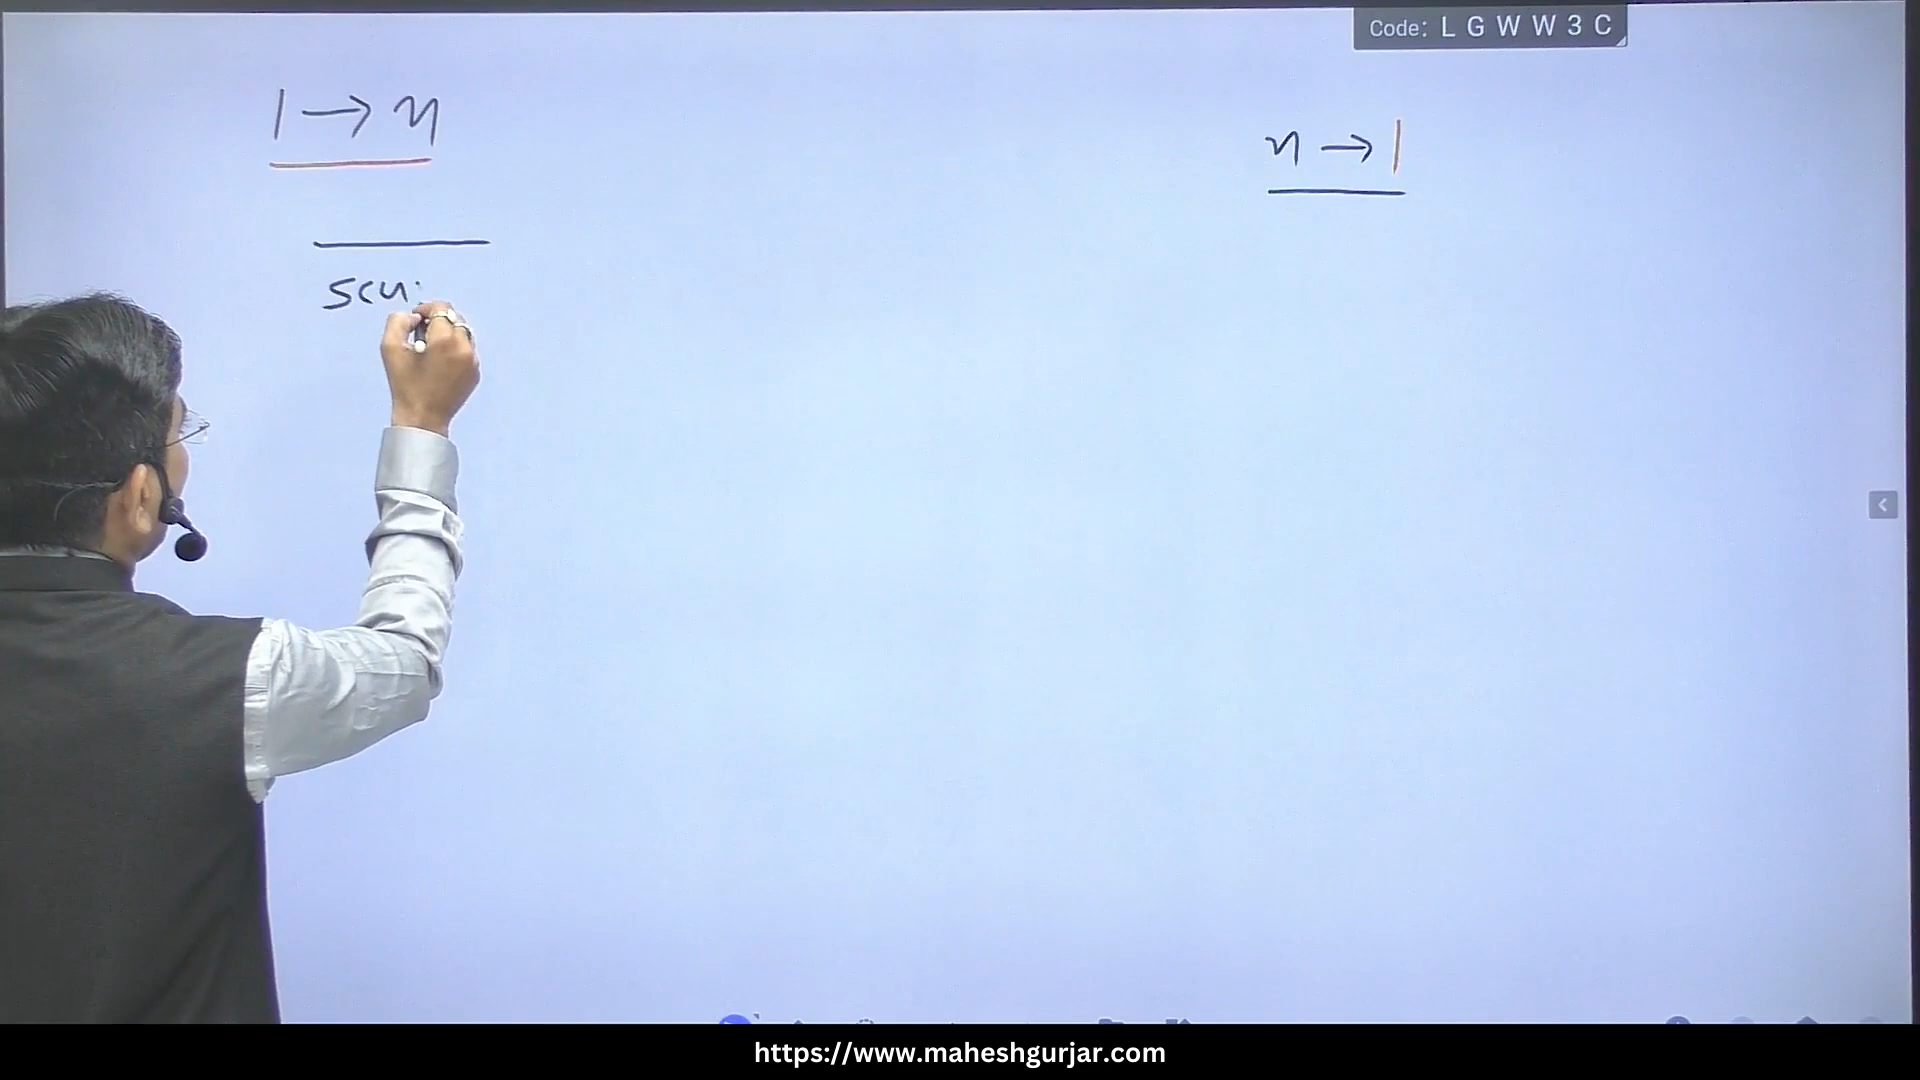 Code: L G W W 3 C
1 → n
n → 1
https://www.maheshgurjar.com